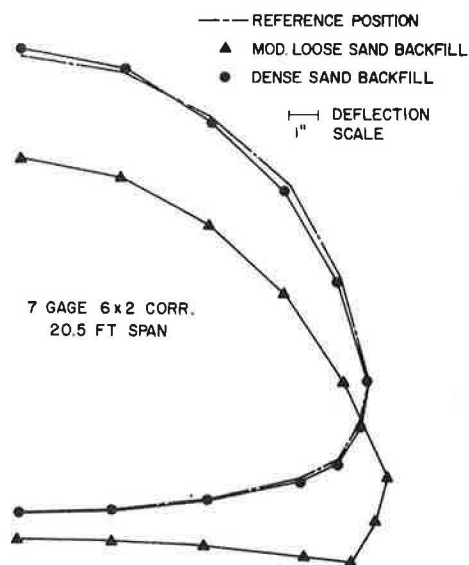 REFERENCE POSITION
MOD. LOOSE SAND BACKFILL
DENSE SAND BACKFILL
DEFLECTION
1" SCALE
7 GAGE 6x2 CORR.
20.5 FT SPAN